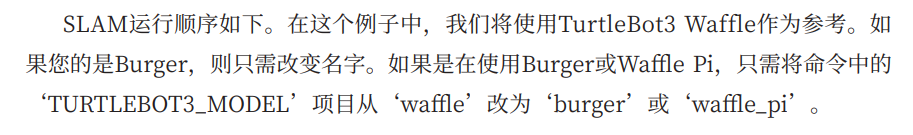 SLAM运行顺序如下。在这个例子中，我们将使用TurtleBot3 Waffle作为参考。如
果您的是Burger，则只需改变名字。如果是在使用Burger或Waffle Pi，只需将命令中的
‘TURTLEBOT3_MODEL’项目从‘waffle’改为‘burger’或‘waffle_pi’。